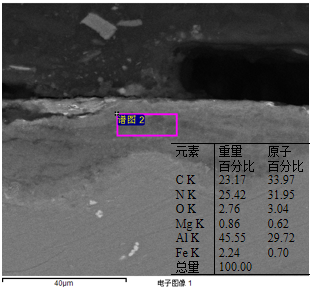 谱图 2
元素 重量 原子
百分比 百分比
C K 23.17 33.97
N K 25.42 31.95
O K 2.76 3.04
Mg K 0.86 0.62
Al K 45.55 29.72
Fe K 2.24 0.70
总量 100.00
40μm 电子图像 1